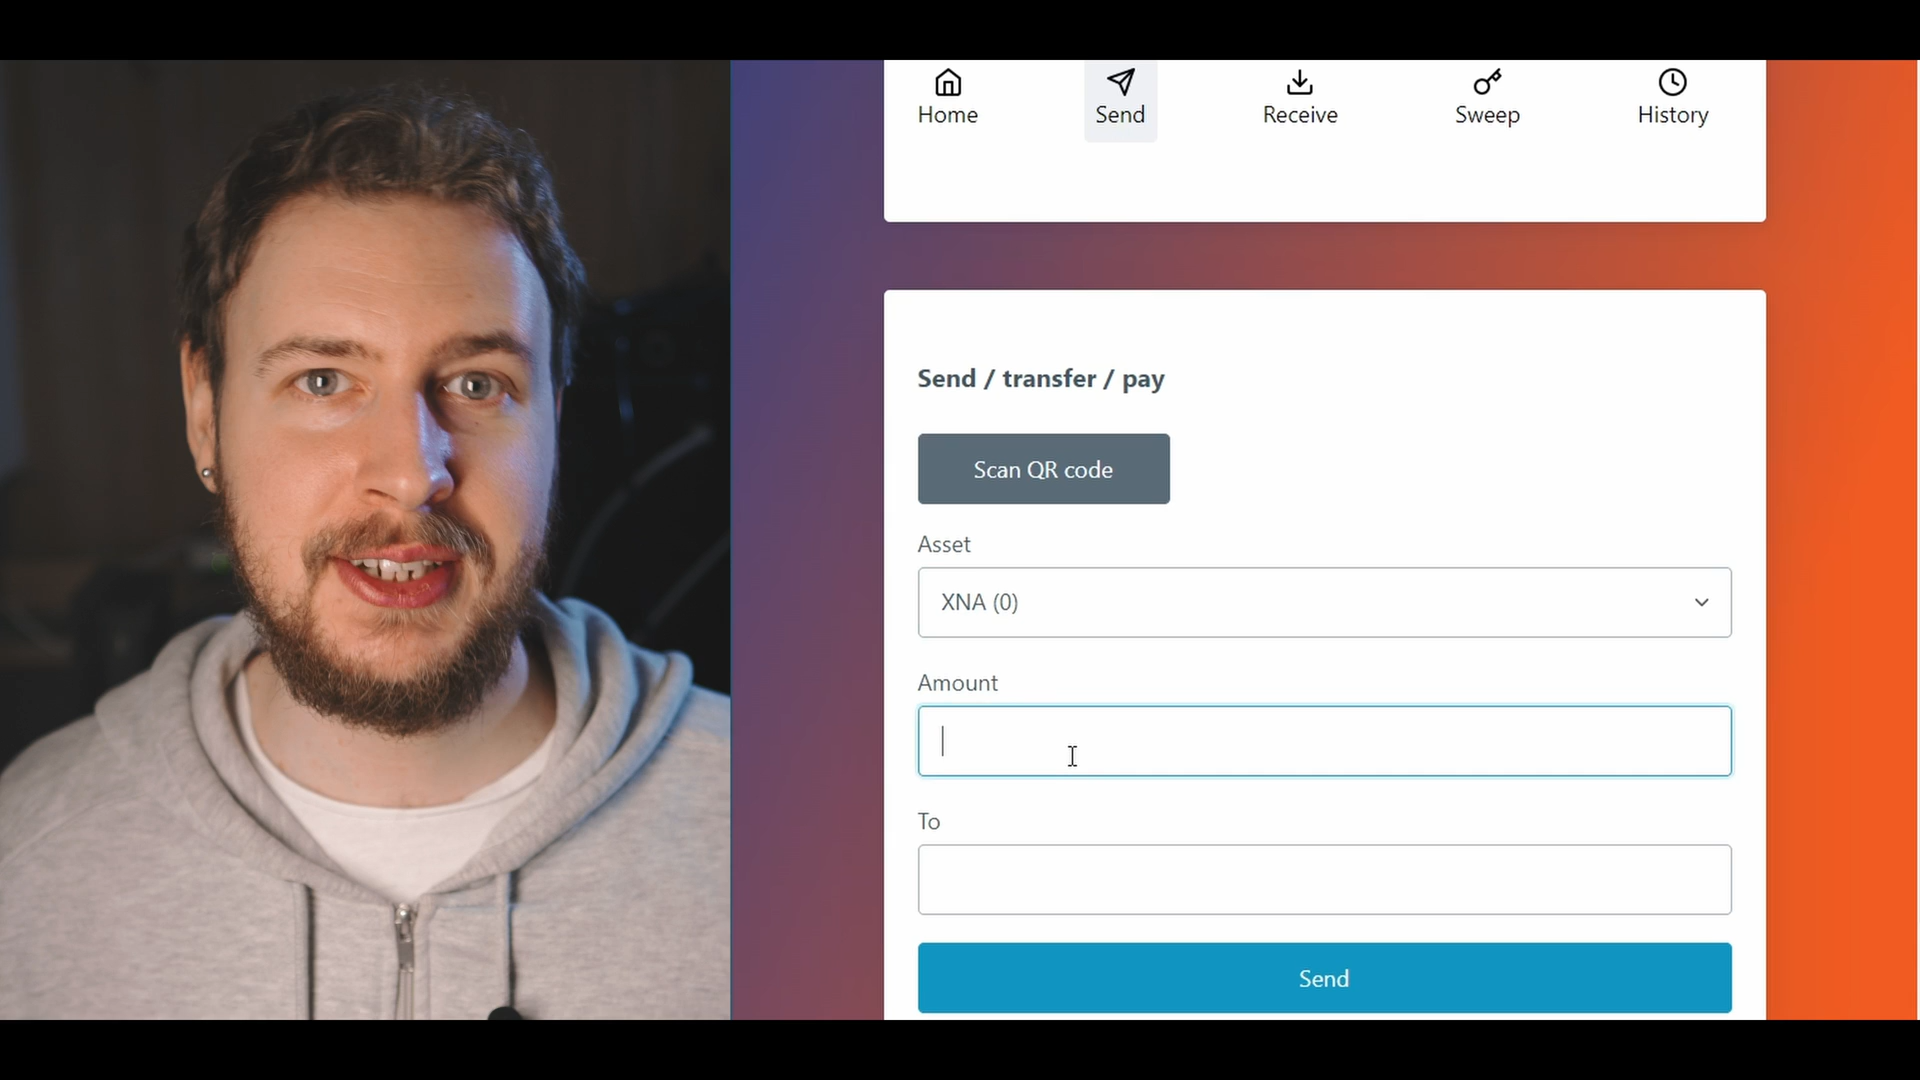 Home
Send
Receive
Sweep
History
Send / transfer / pay
Scan QR code
Asset
XNA (0)
Amount
To
Send